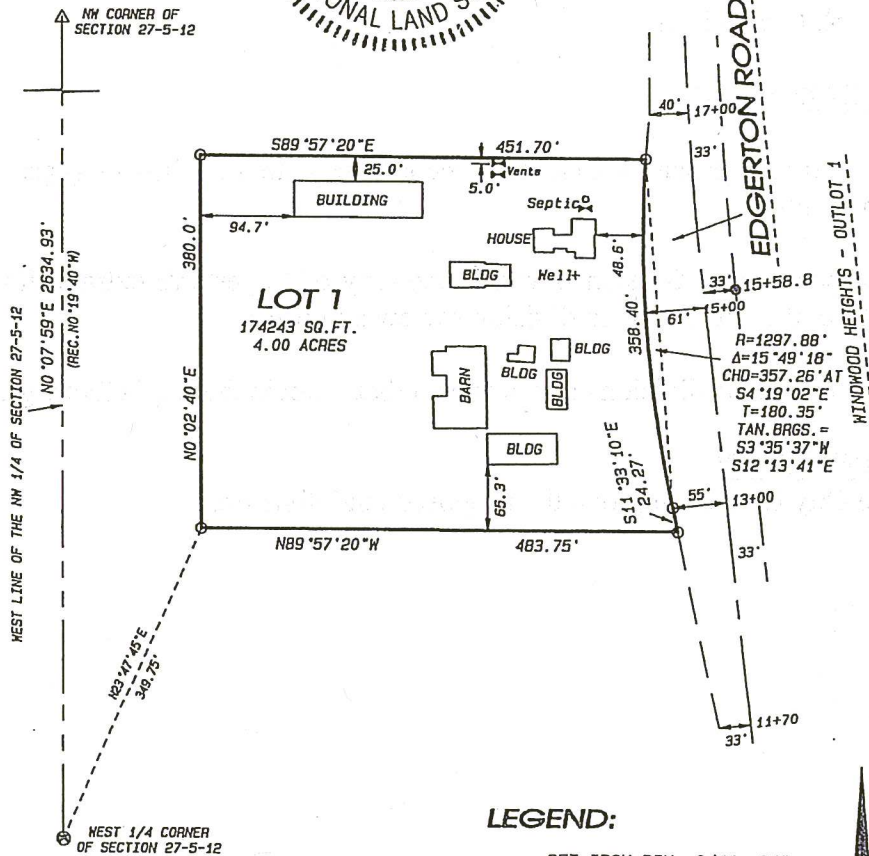 NW CORNER OF
SECTION 27-5-12
ONAL LAND S
EDGERTON ROAD
40'
17+00
33'
S89°57'20"E
451.70'
25.0'
5.0'
Vents
BUILDING
Septic
94.7'
HOUSE
48.6'
380.0'
N0°02'40"E
BLDG
Well+
33'
15+58.8
LOT 1
174243 SQ.FT.
4.00 ACRES
358.40'
61'
15+00
WINDWOOD HEIGHTS - OUTLOT 1
R=1297.88'
Δ=15°49'18"
CHD=357.26'AT
S4°19'02"E
T=180.35'
TAN.BRGS.=
S3°35'37"W
S12°13'41"E
BLDG
BLDG
BLDG
BARN
BLDG
65.3'
S11°33'10"E
24.27'
55'
13+00
33'
N89°57'20"W
483.75'
WEST LINE OF THE NW 1/4 OF SECTION 27-5-12
N0°07'59"E 2634.93'
(REC.N0°19'40"W)
N23°47'45"E
349.75'
11+70
33'
WEST 1/4 CORNER
OF SECTION 27-5-12
LEGEND: